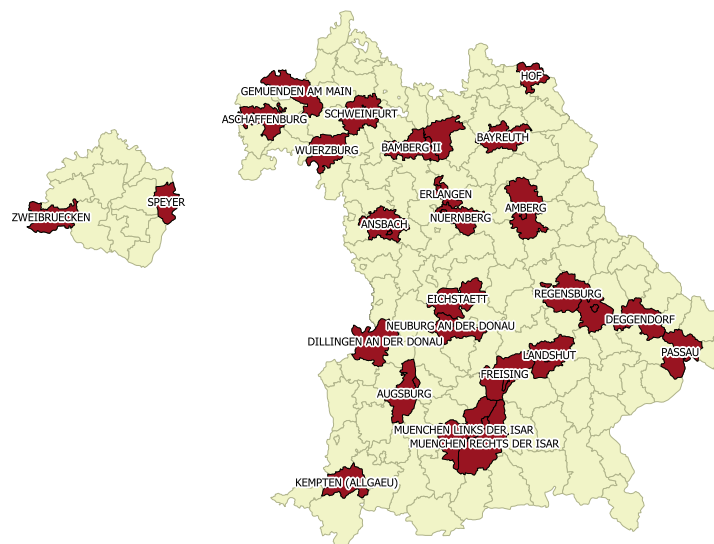 HOF
GEMUENDEN AM MAIN
SCHWEINFURT
ASCHAFFENBURG
BAYREUTH
BAMBERG II
WUERZBURG
ERLANGEN
SPEYER
AMBERG
ZWEIBRUECKEN
NUERNBERG
ANSBACH
REGENSBURG
EICHSTAETT
DEGGENDORF
NEUBURG AN DER DONAU
DILLINGEN AN DER DONAU
PASSAU
LANDSHUT
FREISING
AUGSBURG
MUENCHEN LINKS DER ISAR
MUENCHEN RECHTS DER ISAR
KEMPTEN (ALLGAEU)